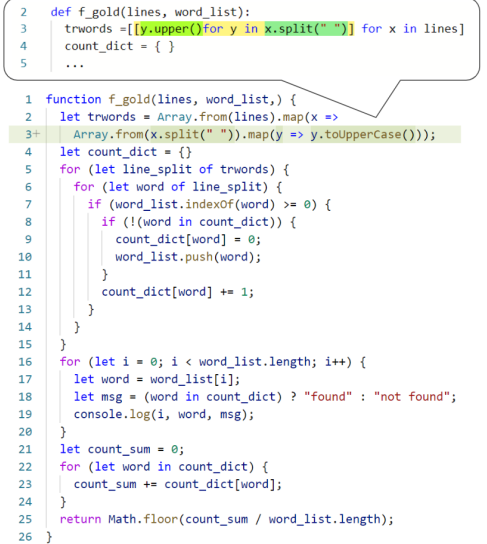 2 def f_gold(lines, word_list):
3 trwords =[[y.upper()for y in x.split(" ")] for x in lines]
4 count_dict = { }
5 ...
1 function f_gold(lines, word_list,) {
2 let trwords = Array.from(lines).map(x =>
3+ Array.from(x.split(" ")).map(y => y.toUpperCase()));
4 let count_dict = {}
5 for (let line_split of trwords) {
6 for (let word of line_split) {
7 if (word_list.indexOf(word) >= 0) {
8 if (!(word in count_dict)) {
9 count_dict[word] = 0;
10 word_list.push(word);
11 }
12 count_dict[word] += 1;
13 }
14 }
15 }
16 for (let i = 0; i < word_list.length; i++) {
17 let word = word_list[i];
18 let msg = (word in count_dict) ? "found" : "not found";
19 console.log(i, word, msg);
20 }
21 let count_sum = 0;
22 for (let word in count_dict) {
23 count_sum += count_dict[word];
24 }
25 return Math.floor(count_sum / word_list.length);
26 }